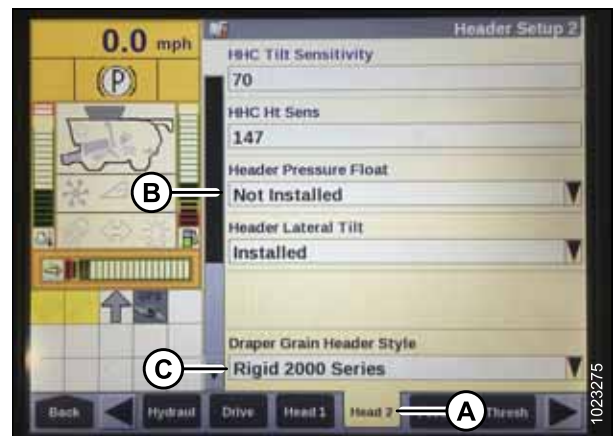 0.0 mph
Header Setup 2
(P)
HHC Tilt Sensitivity
70
HHC Ht Sens
147
Header Pressure Float
B
Not Installed
Header Lateral Tilt
Installed
Draper Grain Header Style
C
Rigid 2000 Series
Back
Hydraul
Drive
Head 1
Head 2
A
Thresh
1023275